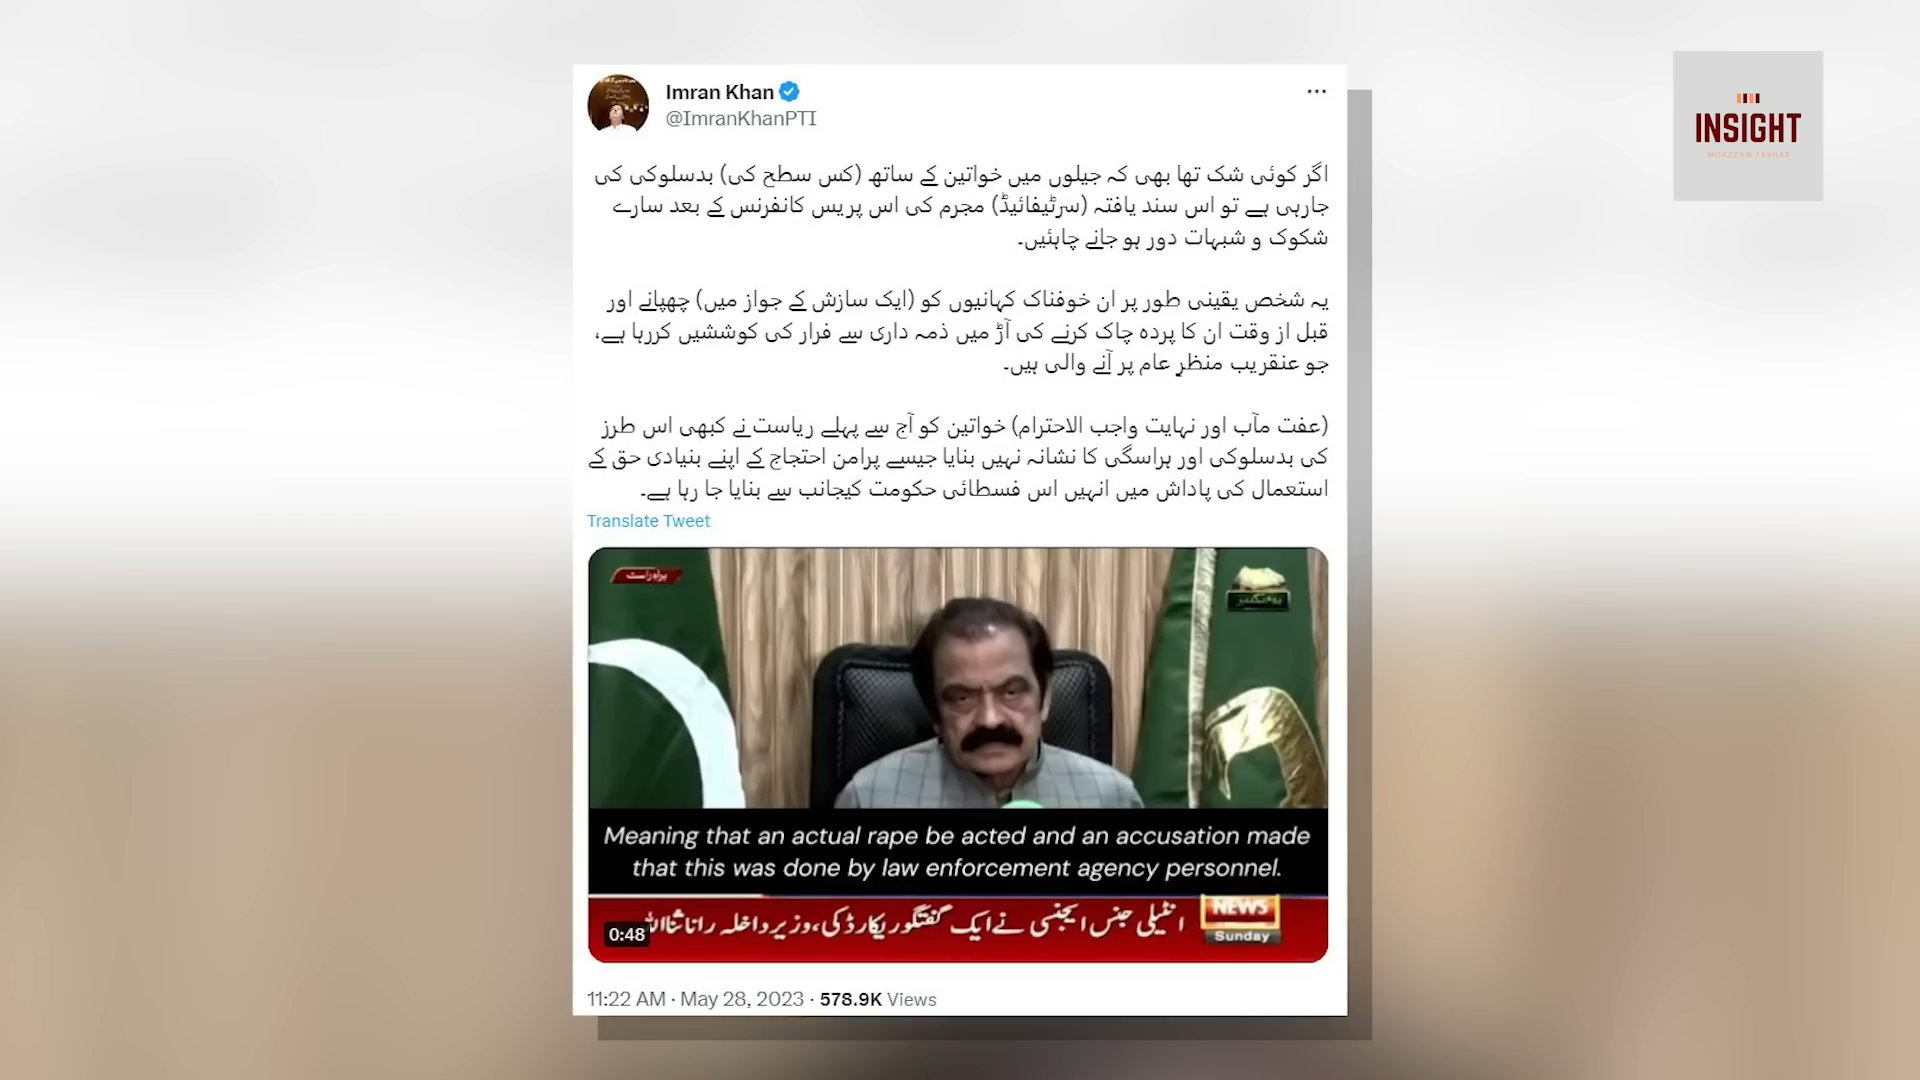 Imran Khan
@ImranKhanPTI
INSIGHT
MOAZZAM FAKHAR
اگر کوئی شک تھا بھی کہ جیلوں میں خواتین کے ساتھ (کس سطح کی) بدسلوکی کی
جارہی ہے تو اس سند یافتہ (سرٹیفائیڈ) مجرم کی اس پریس کانفرنس کے بعد سارے
شکوک و شبہات دور ہو جانے چاہئیں۔
یہ شخص یقینی طور پر ان خوفناک کہانیوں کو (ایک سازش کے جواز میں) چھپانے اور
قبل از وقت ان کا پردہ چاک کرنے کی آڑ میں ذمہ داری سے فرار کی کوششیں کررہا ہے،
جو عنقریب منظرِ عام پر آنے والی ہیں۔
(عفت مآب اور نہایت واجب الاحترام) خواتین کو آج سے پہلے ریاست نے کبھی اس طرز
کی بدسلوکی اور ہراسگی کا نشانہ نہیں بنایا جیسے پرامن احتجاج کے اپنے بنیادی حق کے
استعمال کی پاداش میں انہیں اس فسطائی حکومت کیجانب سے بنایا جا رہا ہے۔
Translate Tweet
براہ راست
یوم تکبیر
Meaning that an actual rape be acted and an accusation made
that this was done by law enforcement agency personnel.
انٹیلی جنس ایجنسی نے ایک گفتگو ریکارڈ کی، وزیر داخلہ رانا ثنا اللہ
NEWS
Sunday
0:48
11:22 AM · May 28, 2023 · 578.9K Views